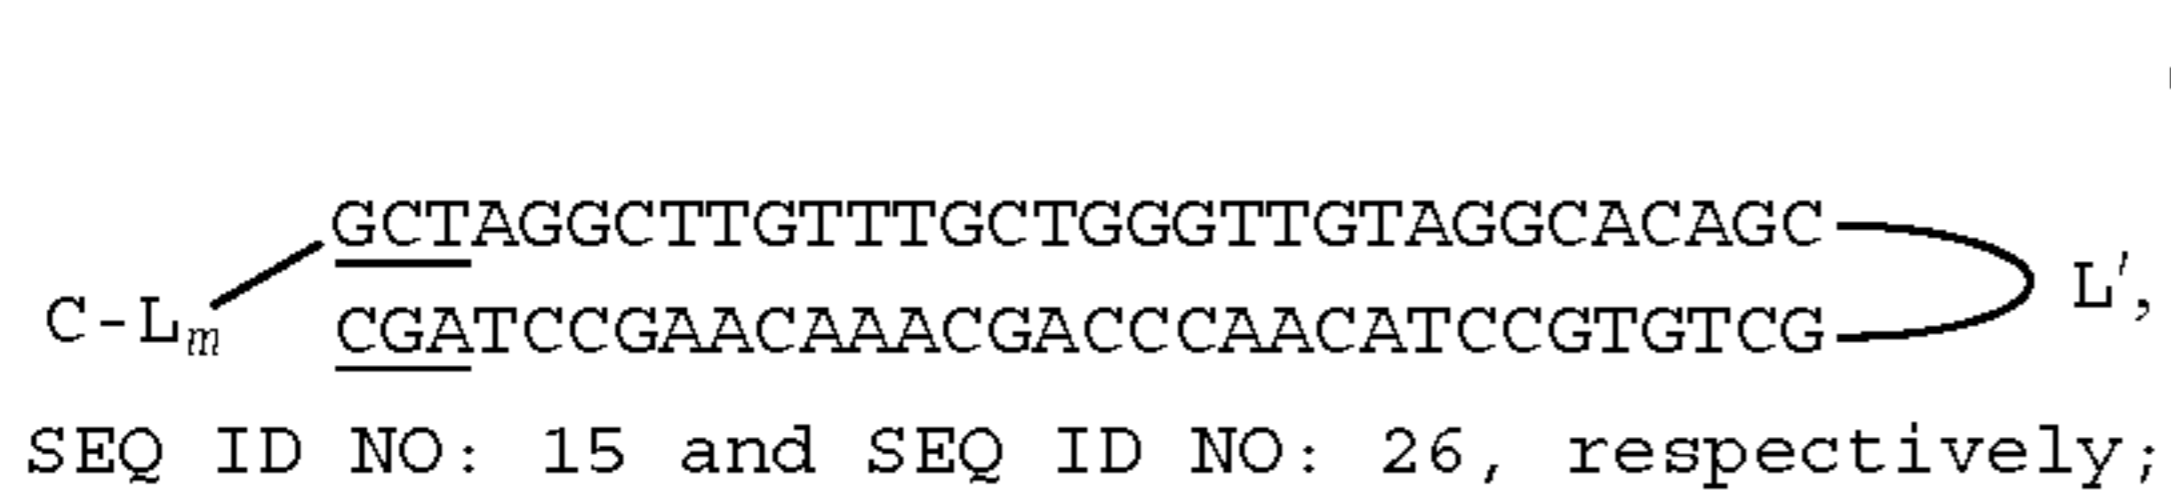 GCTAGGCTTGTTTGCTGGGTTGTAGGCACAGC
C-Lm CGATCCGAACAAACGACCCAACATCCGTGTCG L′,
SEQ ID NO: 15 and SEQ ID NO: 26, respectively;